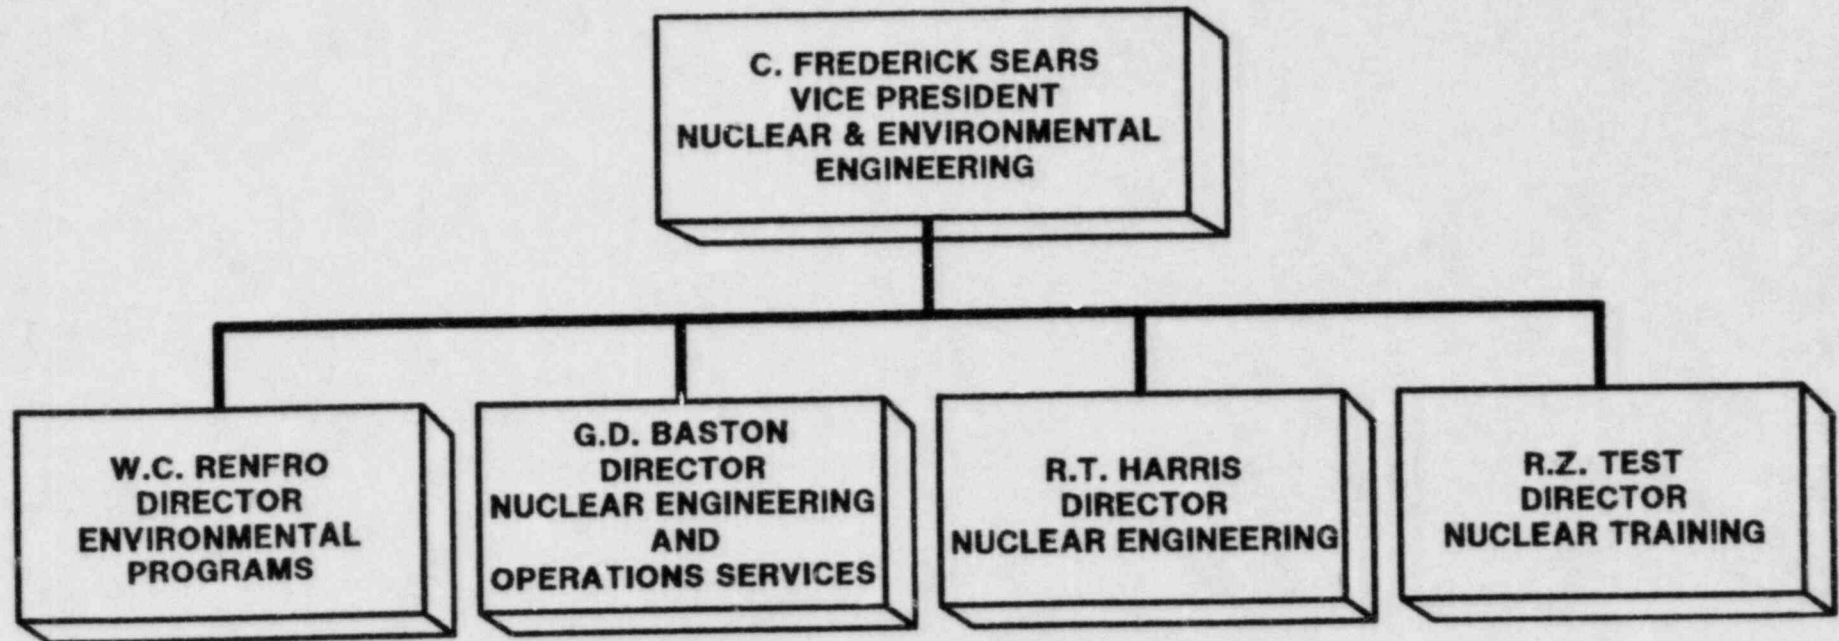 C. FREDERICK SEARS
VICE PRESIDENT
NUCLEAR & ENVIRONMENTAL
ENGINEERING
W.C. RENFRO
DIRECTOR
ENVIRONMENTAL
PROGRAMS
G.D. BASTON
DIRECTOR
NUCLEAR ENGINEERING
AND
OPERATIONS SERVICES
R.T. HARRIS
DIRECTOR
NUCLEAR ENGINEERING
R.Z. TEST
DIRECTOR
NUCLEAR TRAINING